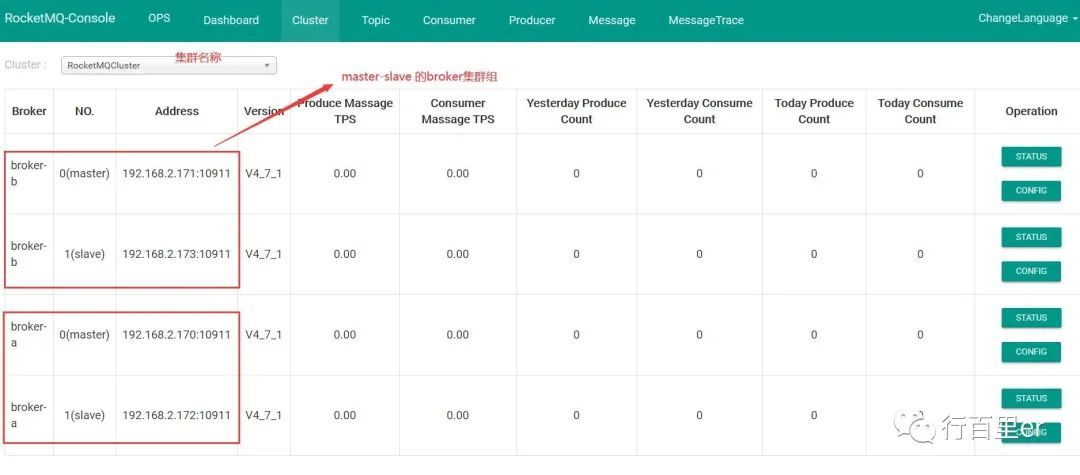 RocketMQ-Console OPS Dashboard Cluster Topic Consumer Producer Message MessageTrace ChangeLanguage
Cluster : RocketMQCluster 集群名称
master-slave 的broker集群组
Broker NO. Address Version Produce Massage TPS Consumer Massage TPS Yesterday Produce Count Yesterday Consume Count Today Produce Count Today Consume Count Operation
broker-b 0(master) 192.168.2.171:10911 V4_7_1 0.00 0.00 0 0 0 0 STATUS
CONFIG
broker-b 1(slave) 192.168.2.173:10911 V4_7_1 0.00 0.00 0 0 0 0 STATUS
CONFIG
broker-a 0(master) 192.168.2.170:10911 V4_7_1 0.00 0.00 0 0 0 0 STATUS
CONFIG
broker-a 1(slave) 192.168.2.172:10911 V4_7_1 0.00 0.00 0 0 0 0 STATUS
CONFIG
行百里er